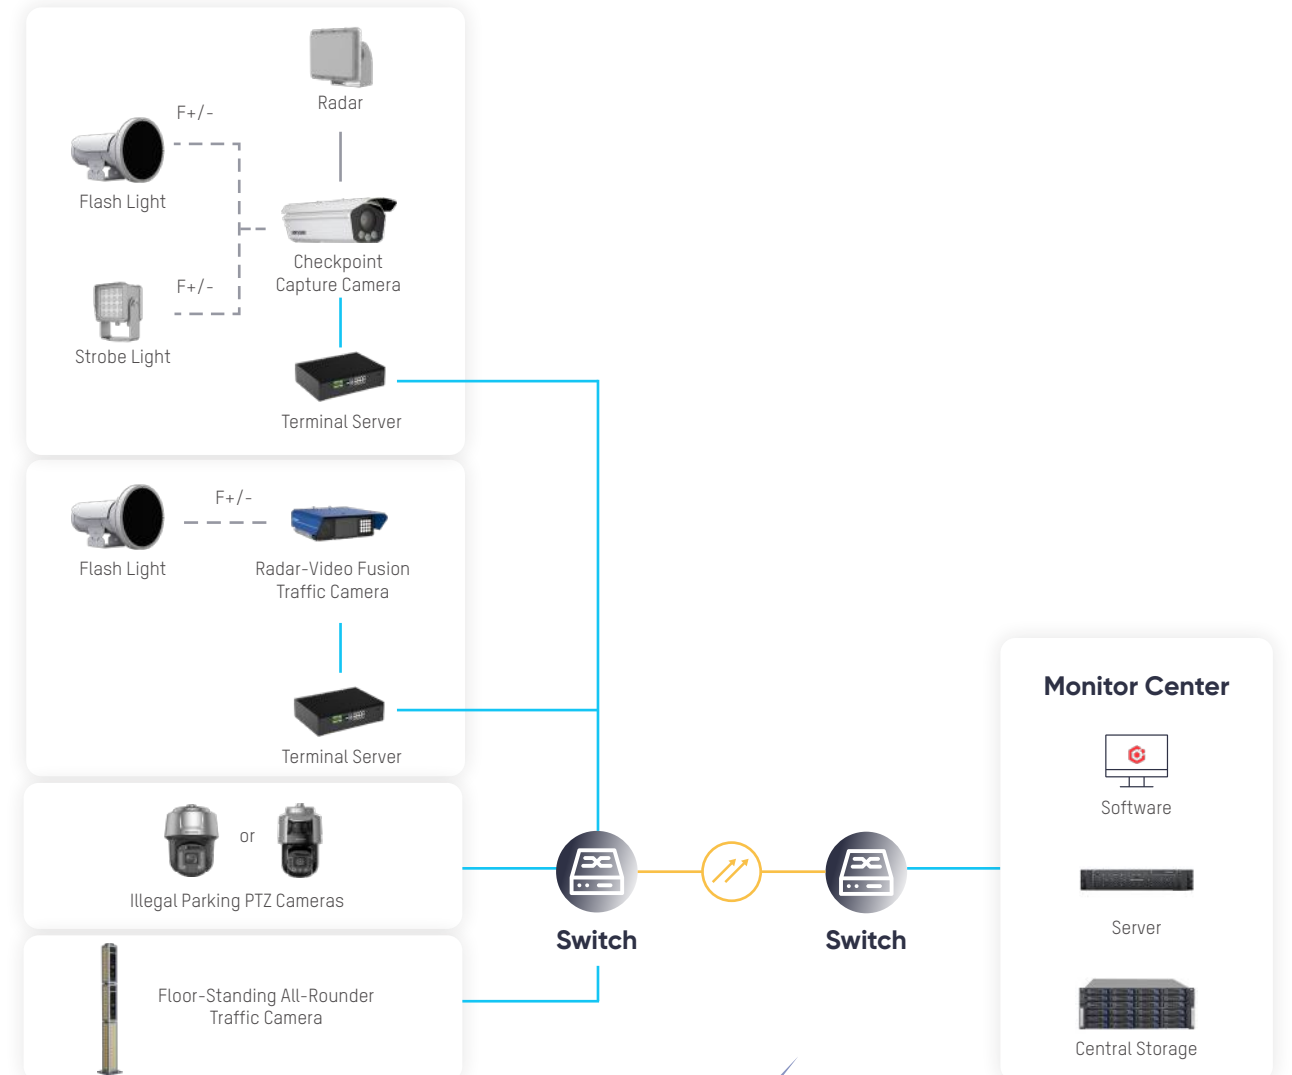 Radar
F+/-
Flash Light
Checkpoint
Capture Camera
F+/-
Strobe Light
Terminal Server
F+/-
Flash Light
Radar-Video Fusion
Traffic Camera
Terminal Server
or
Illegal Parking PTZ Cameras
Floor-Standing All-Rounder
Traffic Camera
Switch
Switch
Monitor Center
Software
Server
Central Storage